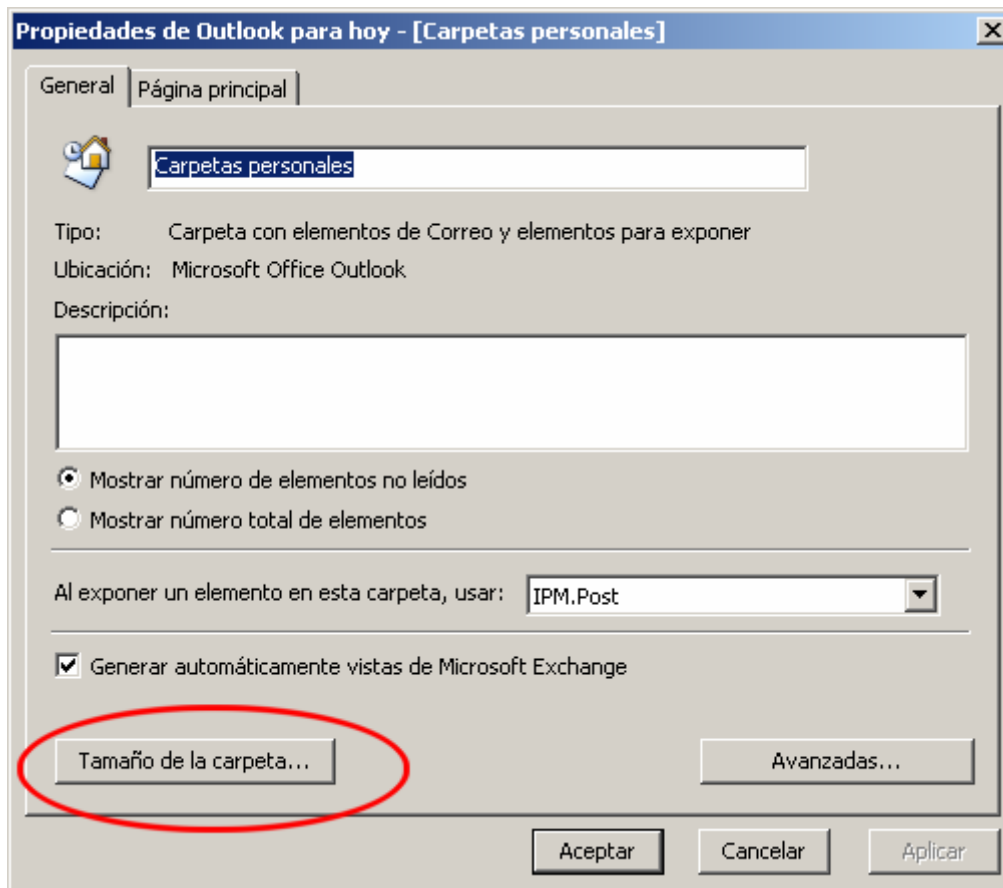 Propiedades de Outlook para hoy - [Carpetas personales]
General
Página principal
Carpetas personales
Tipo: Carpeta con elementos de Correo y elementos para exponer
Ubicación: Microsoft Office Outlook
Descripción:
Mostrar número de elementos no leídos
Mostrar número total de elementos
Al exponer un elemento en esta carpeta, usar: IPM.Post
Generar automáticamente vistas de Microsoft Exchange
Tamaño de la carpeta... Avanzadas...
Aceptar Cancelar Aplicar